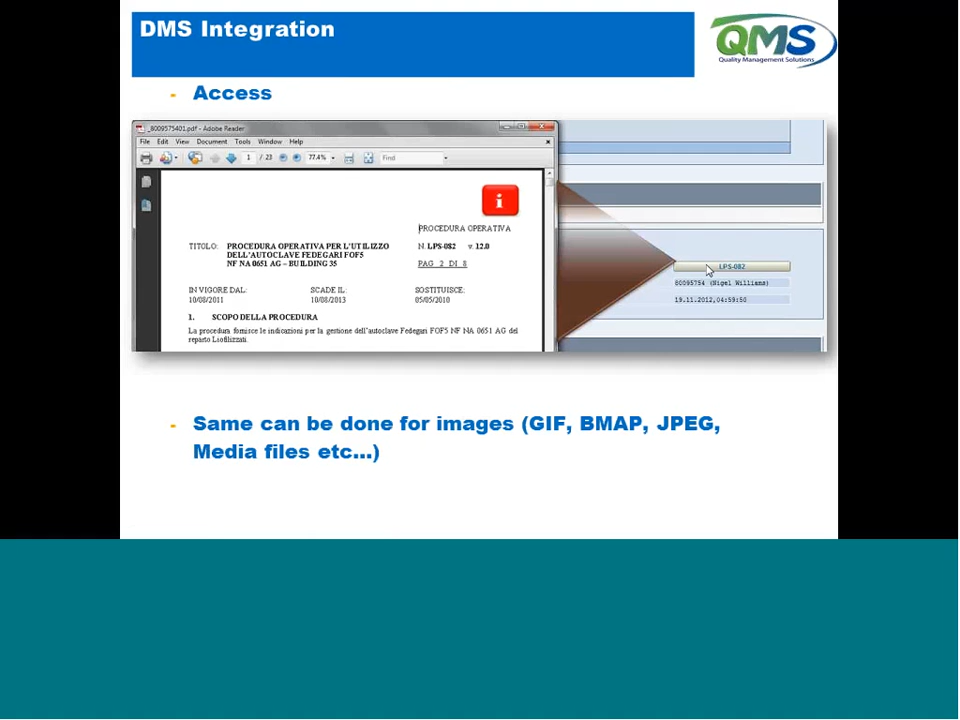 DMS Integration
QMS
Quality Management Solutions
- Access
_8009575401.pdf - Adobe Reader
File Edit View Document Tools Window Help
1 / 23 77.4% Find
i
PROCEDURA OPERATIVA
TITOLO: PROCEDURA OPERATIVA PER L'UTILIZZO N. LPS-082 v. 12.0
DELL'AUTOCLAVE FEDEGARI FOF5
NF NA 0651 AG – BUILDING 35 PAG 2 DI 8
IN VIGORE DAL: SCADE IL: SOSTITUISCE:
10/08/2011 10/08/2013 05/05/2010
1. SCOPO DELLA PROCEDURA
La procedura fornisce le indicazioni per la gestione dell'autoclave Fedegari FOF5 NF NA 0651 AG del
reparto Liofilizzati.
LPS-082
80095754 (Nigel Williams)
19.11.2012,04:59:50
- Same can be done for images (GIF, BMAP, JPEG,
Media files etc...)